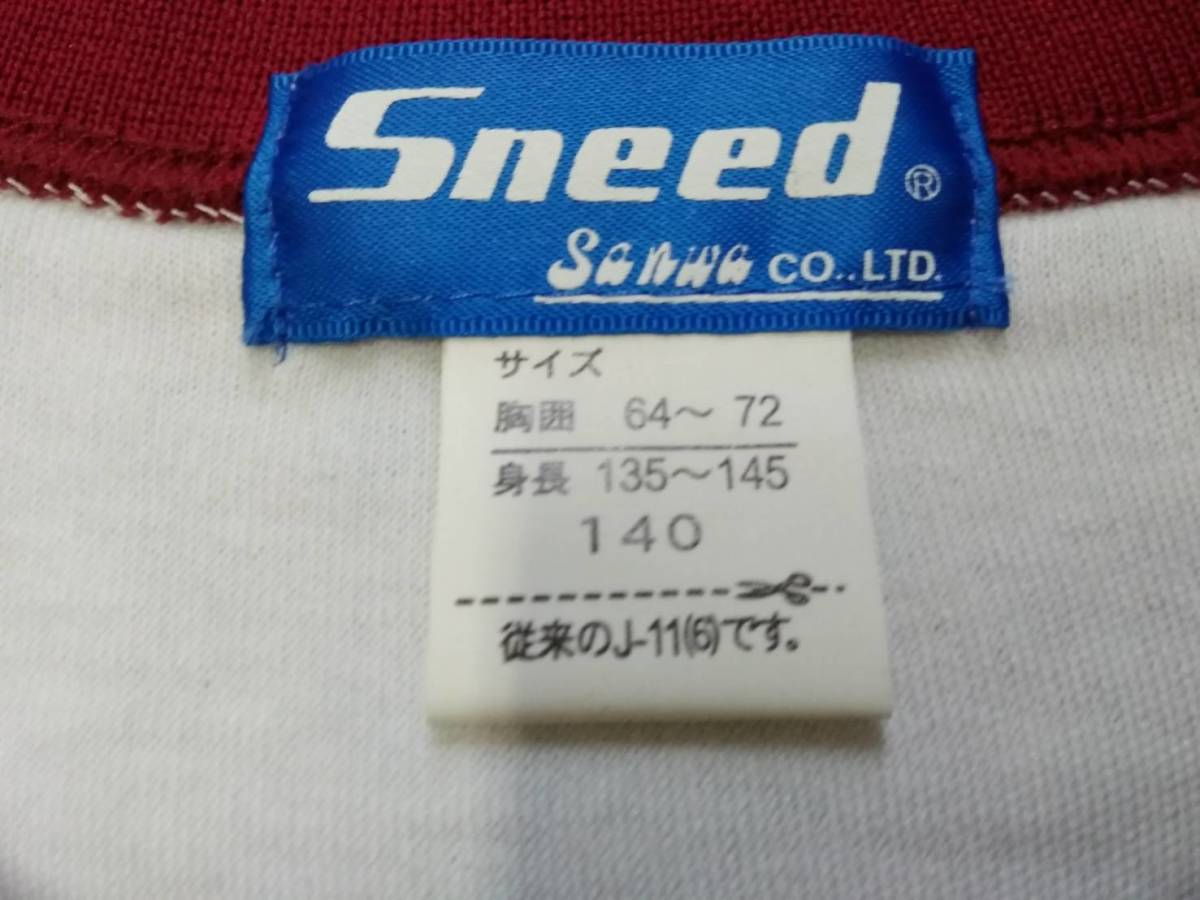 Sneed®
Sanwa CO.,LTD.
サイズ
胸囲 64〜72
身長 135〜145
140
従来のJ-11(6)です。